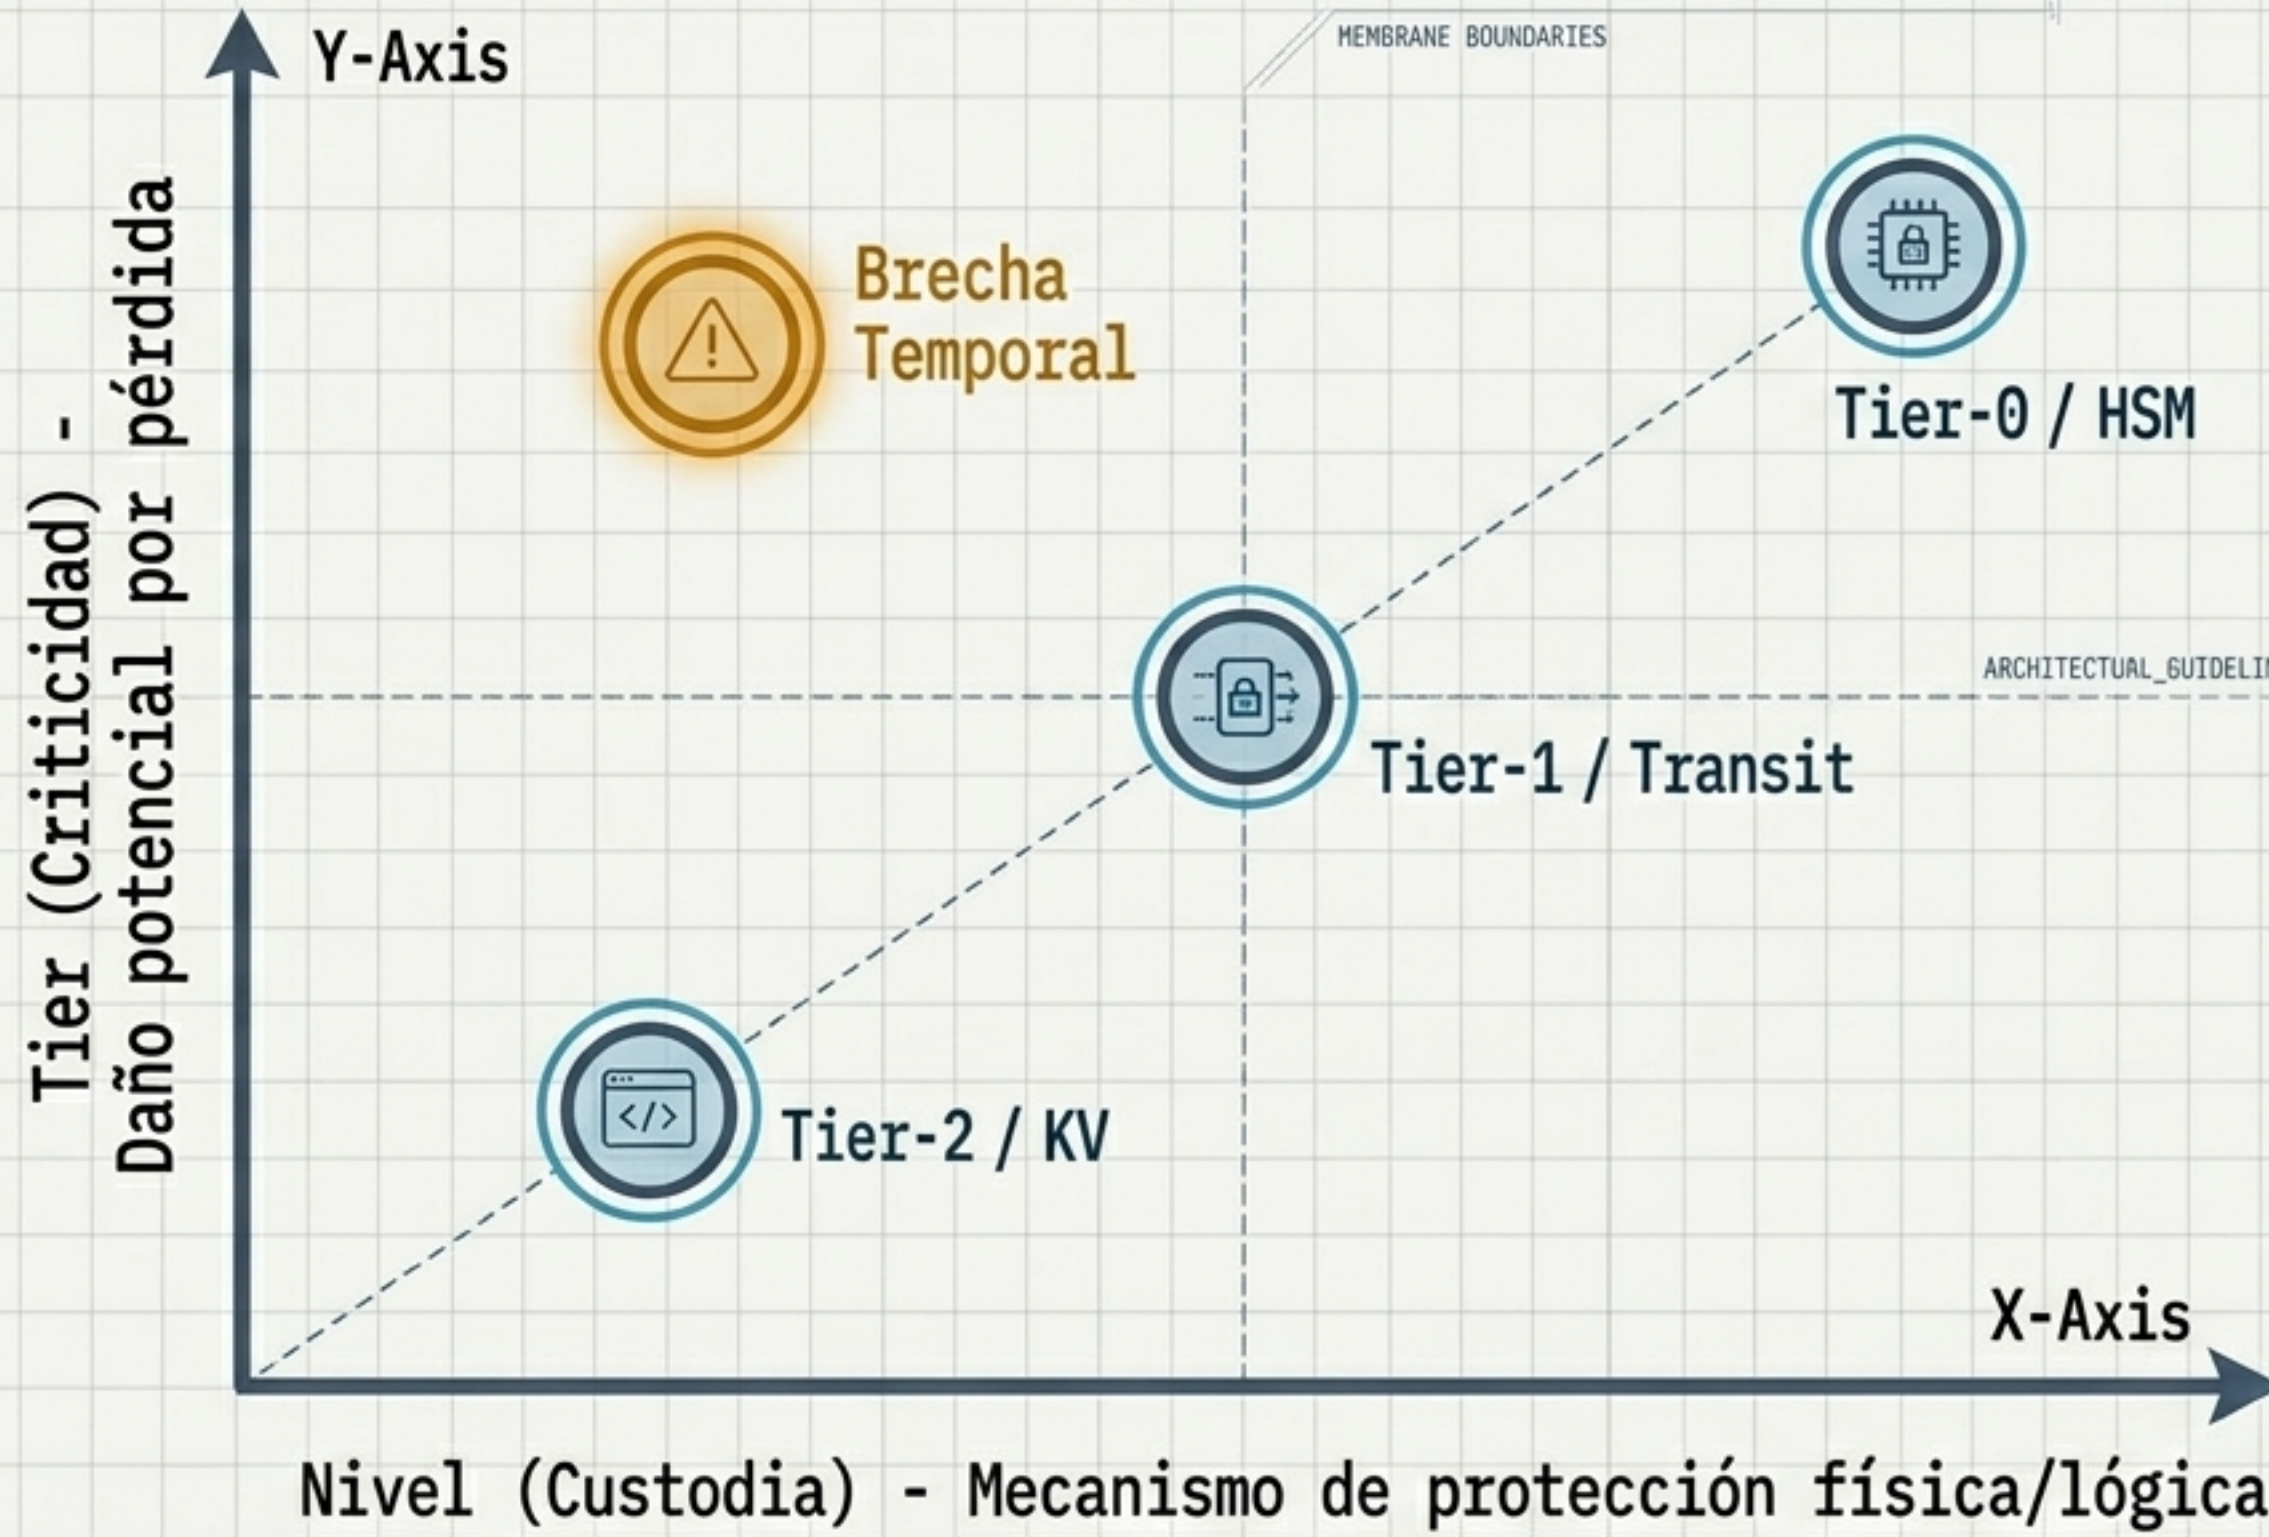 Y-Axis
MEMBRANE BOUNDARIES
Tier (Criticidad) -
Daño potencial por pérdida
Brecha
Temporal
Tier-0 / HSM
ARCHITECTUAL_GUIDELIN
Tier-1 / Transit
Tier-2 / KV
X-Axis
Nivel (Custodia) - Mecanismo de protección física/lógica